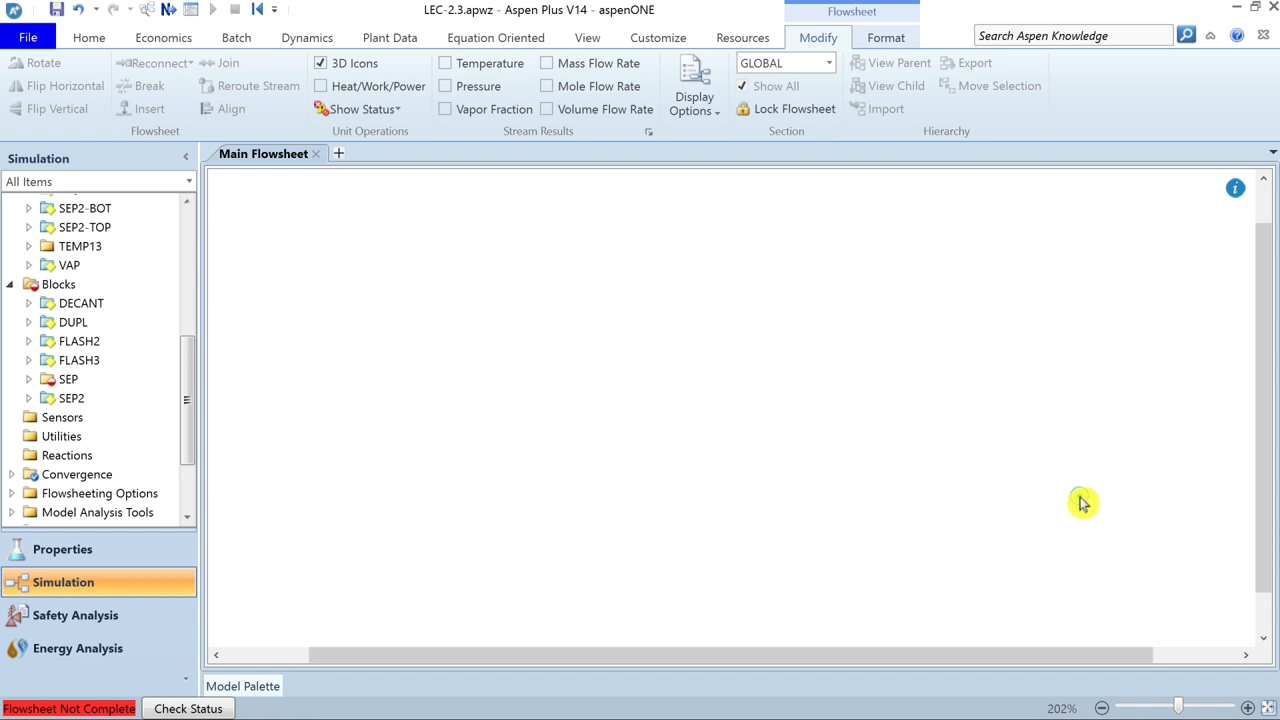 LEC-2.3.apwz - Aspen Plus V14 - aspenONE
Flowsheet
File Home Economics Batch Dynamics Plant Data Equation Oriented View Customize Resources Modify Format
Search Aspen Knowledge
Rotate Reconnect Join 3D Icons Temperature Mass Flow Rate GLOBAL View Parent Export
Flip Horizontal Break Reroute Stream Heat/Work/Power Pressure Mole Flow Rate Show All View Child Move Selection
Flip Vertical Insert Align Show Status Vapor Fraction Volume Flow Rate Display Options Lock Flowsheet Import
Flowsheet Unit Operations Stream Results Section Hierarchy
Simulation
Main Flowsheet
All Items
SEP2-BOT
SEP2-TOP
TEMP13
VAP
Blocks
DECANT
DUPL
FLASH2
FLASH3
SEP
SEP2
Sensors
Utilities
Reactions
Convergence
Flowsheeting Options
Model Analysis Tools
Properties
Simulation
Safety Analysis
Energy Analysis
Model Palette
Flowsheet Not Complete Check Status 202%